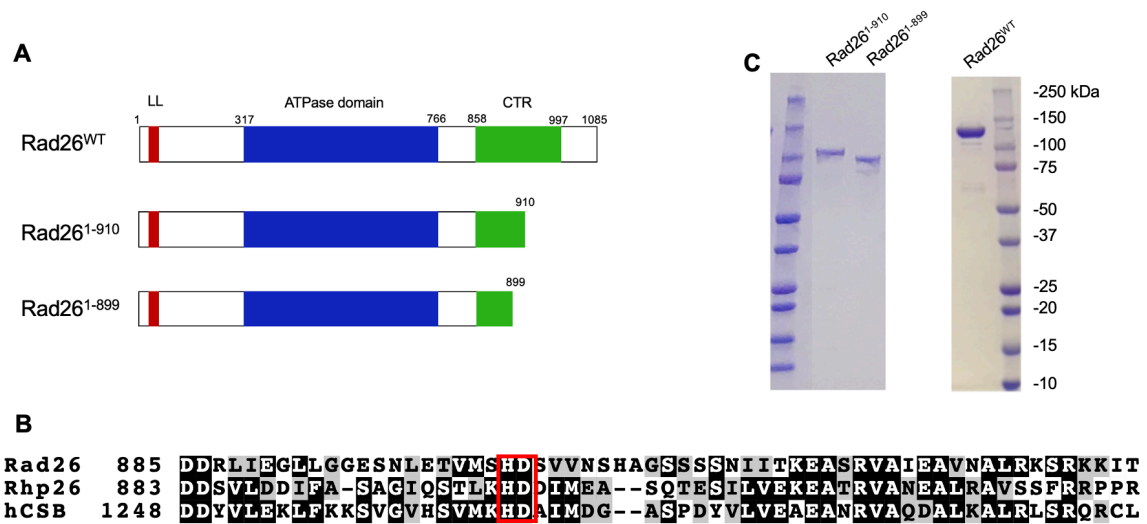 A
LL ATPase domain CTR
1 317 766 858 997 1085
Rad26WT
910
Rad261-910
899
Rad261-899
C
Rad261-910 Rad261-899 Rad26WT
-250 kDa
-150
-100
-75
-50
-37
-25
-20
-15
-10
B
Rad26 885 DDRLIEGLLGGESNLETVMSHDSVVNSHAGSSSSNIITKEASRVAIEAVNALRKSRKKIT
Rhp26 883 DDSVLDDIFA-SAGIQSTLKHDDIMEA--SQTESILVEKEATRVANEALRAVSSFRRPPR
hCSB 1248 DDYVLEKLFKKSVGVHSVMKHDAIMDG--ASPDYVLVEAEANRVAQDALKALRLSRQRCL